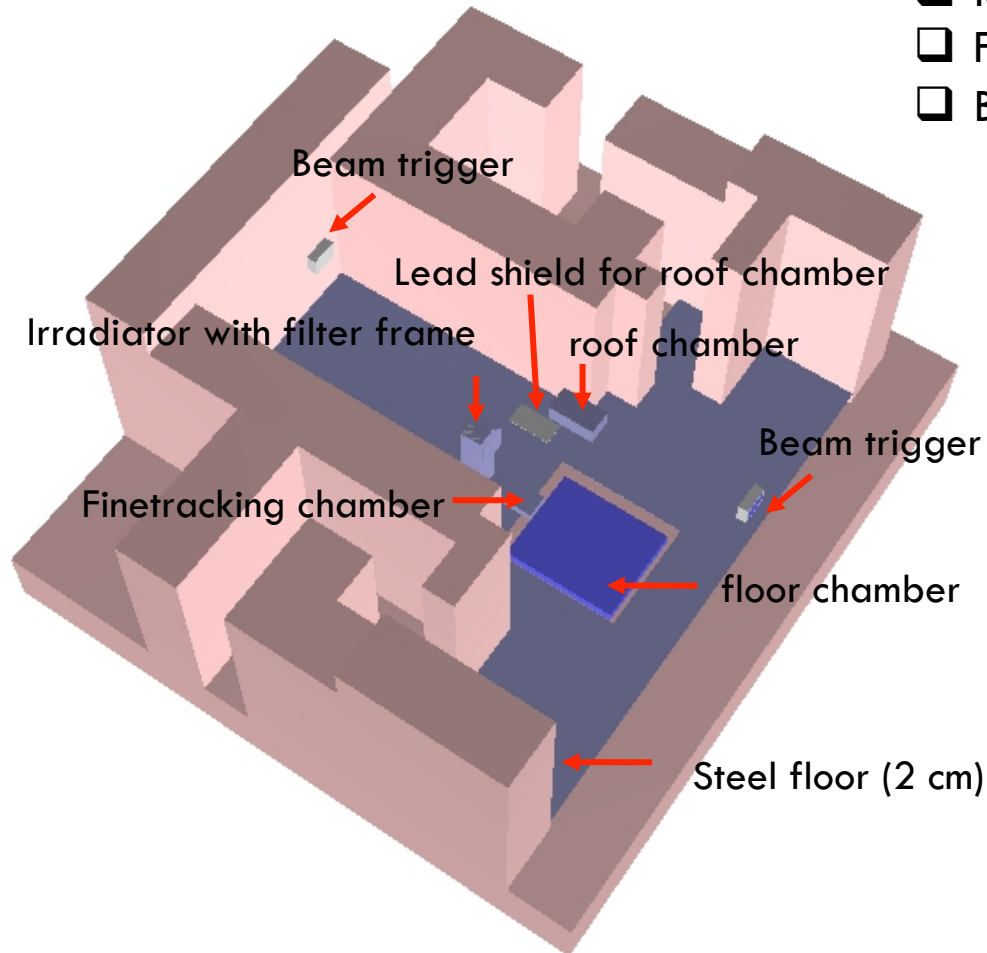 ❑ F
❑ B
Beam trigger
Lead shield for roof chamber
Irradiator with filter frame
roof chamber
Beam trigger
Finetracking chamber
floor chamber
Steel floor (2 cm)